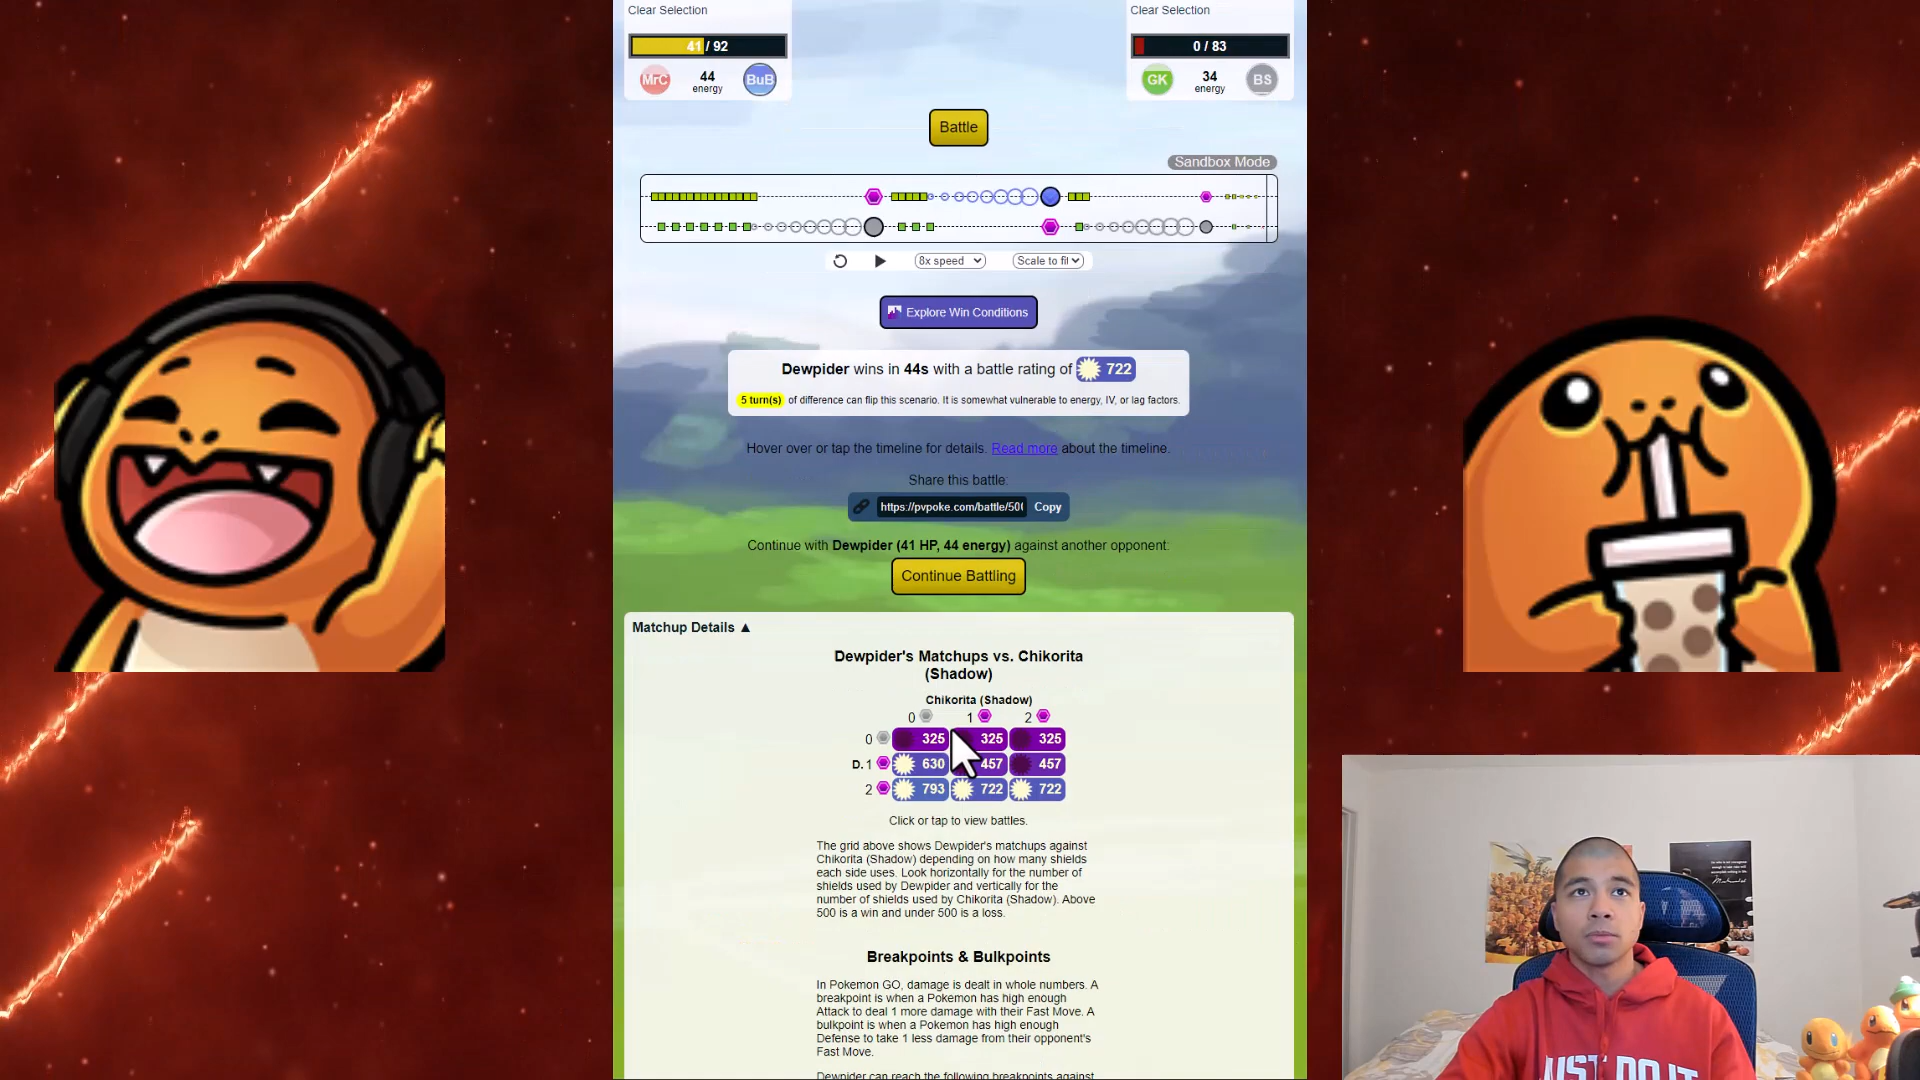 Clear Selection
41 / 92
MrC
44
energy
BuB
Clear Selection
0 / 83
GK
34
energy
BS
Battle
Sandbox Mode
8x speed
Scale to fit
Explore Win Conditions
Dewpider wins in 44s with a battle rating of 722
5 turn(s) of difference can flip this scenario. It is somewhat vulnerable to energy, IV, or lag factors.
Hover over or tap the timeline for details. Read more about the timeline.
Share this battle:
https://pvpoke.com/battle/500 Copy
Continue with Dewpider (41 HP, 44 energy) against another opponent:
Continue Battling
Matchup Details ▲
Dewpider's Matchups vs. Chikorita
(Shadow)
Chikorita (Shadow)
0 1 2
0 325 325 325
D. 1 630 457 457
2 793 722 722
Click or tap to view battles.
The grid above shows Dewpider's matchups against
Chikorita (Shadow) depending on how many shields
each side uses. Look horizontally for the number of
shields used by Dewpider and vertically for the
number of shields used by Chikorita (Shadow). Above
500 is a win and under 500 is a loss.
Breakpoints & Bulkpoints
In Pokemon GO, damage is dealt in whole numbers. A
breakpoint is when a Pokemon has high enough
Attack to deal 1 more damage with their Fast Move. A
bulkpoint is when a Pokemon has high enough
Defense to take 1 less damage from their opponent's
Fast Move.
Dewpider can reach the following breakpoints against
JUST DO IT